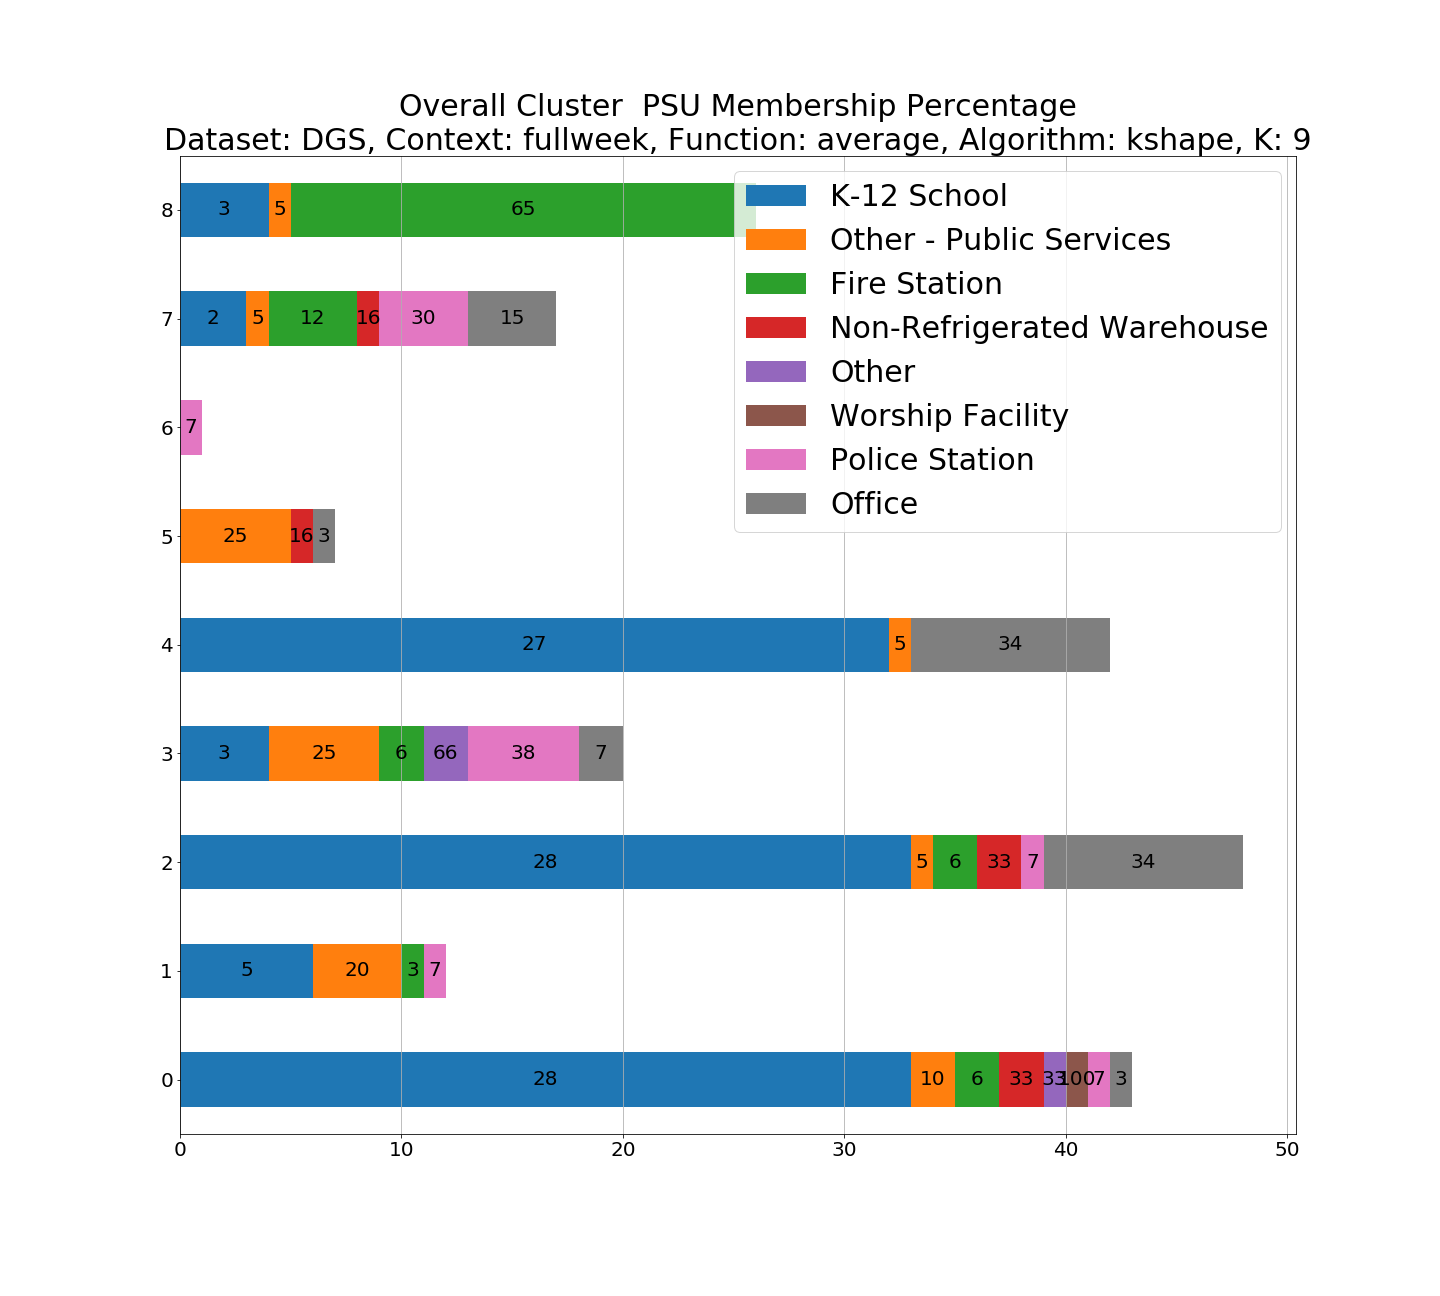 Overall Cluster  PSU Membership Percentage
Dataset: DGS, Context: fullweek, Function: average, Algorithm: kshape, K: 9
K-12 School
Other - Public Services
Fire Station
Non-Refrigerated Warehouse
Other
Worship Facility
Police Station
Office
8 3 5 65
7 2 5 12 16 30 15
6 7
5 25 16 3
4 27 5 34
3 3 25 6 66 38 7
2 28 5 6 33 7 34
1 5 20 3 7
0 28 10 6 33 33 100 7 3
0 10 20 30 40 50